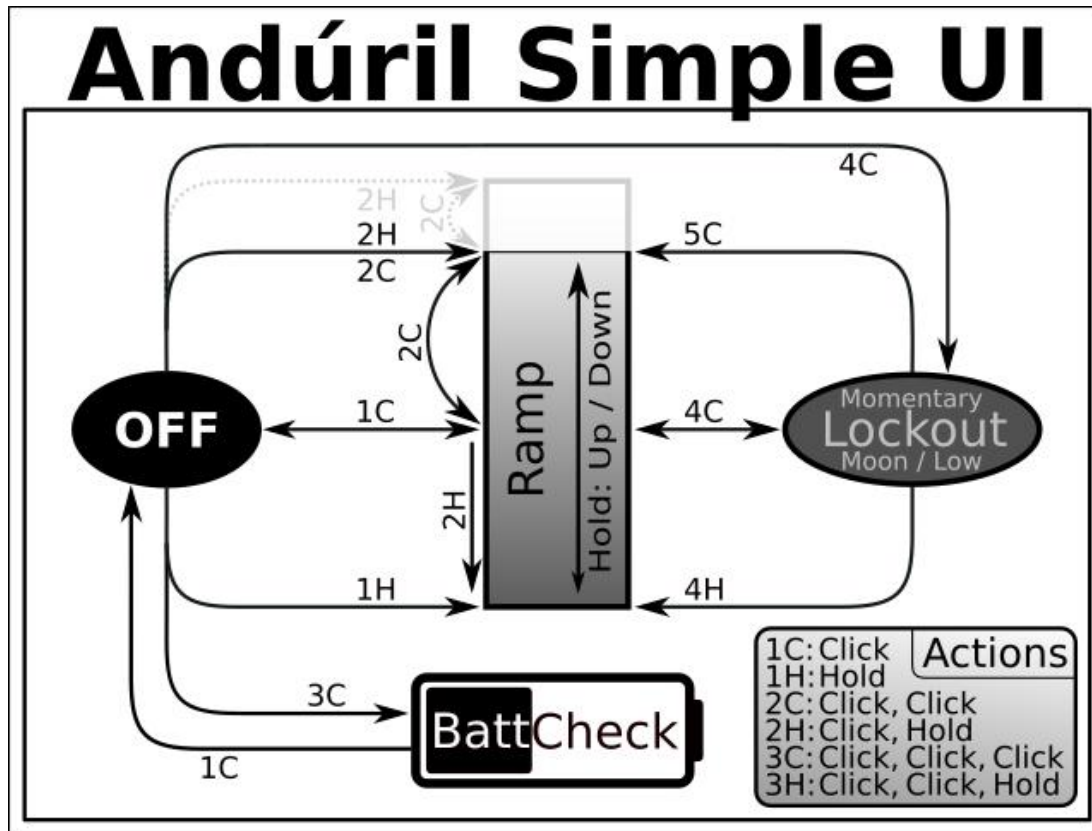 Andúril Simple UI
4C
2H
2C
2H
5C
2C
2C
Ramp
Hold: Up / Down
OFF
1C
4C
Momentary
Lockout
Moon / Low
2H
1H
4H
3C
BattCheck
1C
Actions
1C: Click
1H: Hold
2C: Click, Click
2H: Click, Hold
3C: Click, Click, Click
3H: Click, Click, Hold